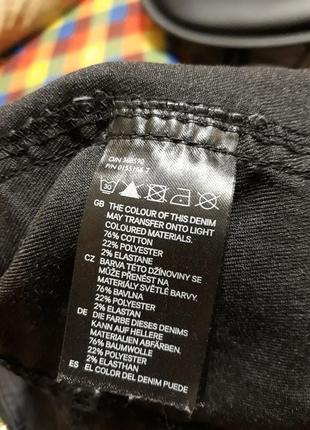 O/N 368590
P/N 0155166 7
30
GB THE COLOUR OF THIS DENIM
MAY TRANSFER ONTO LIGHT
COLOURED MATERIALS.
76% COTTON
22% POLYESTER
2% ELASTANE
CZ BARVA TÉTO DŽÍNOVINY SE
MŮŽE PŘENÉST NA
MATERIÁLY SVĚTLÉ BARVY.
76% BAVLNA
22% POLYESTER
2% ELASTAN
DE DIE FARBE DIESES DENIMS
KANN AUF HELLERE
MATERIALIEN ABFÄRBEN.
76% BAUMWOLLE
22% POLYESTER
2% ELASTHAN
ES EL COLOR DEL DENIM PUEDE